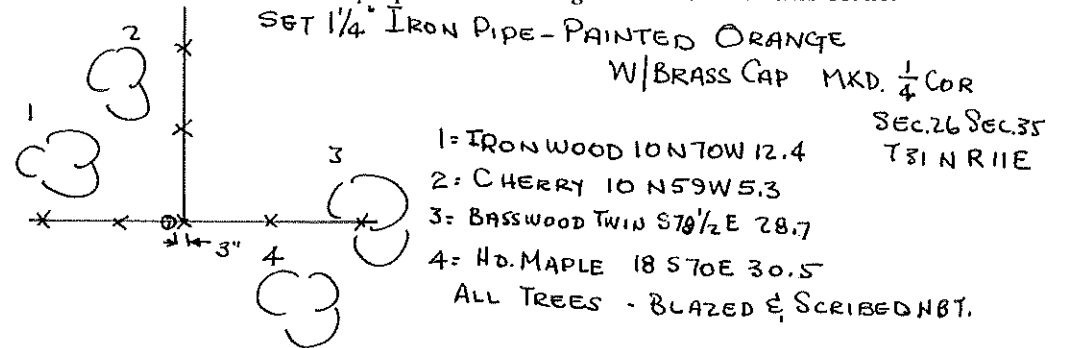 SET 1¼" IRON PIPE - PAINTED ORANGE
W/BRASS CAP MKD. ¼ COR
SEC.26 SEC.35
T31N R11E
1
2
3
4
3"
1= IRONWOOD 10 N70W 12.4
2= CHERRY 10 N59W 5.3
3= BASSWOOD TWIN S78½E 28.7
4= HD. MAPLE 18 S70E 30.5
ALL TREES - BLAZED & SCRIBED NBT.